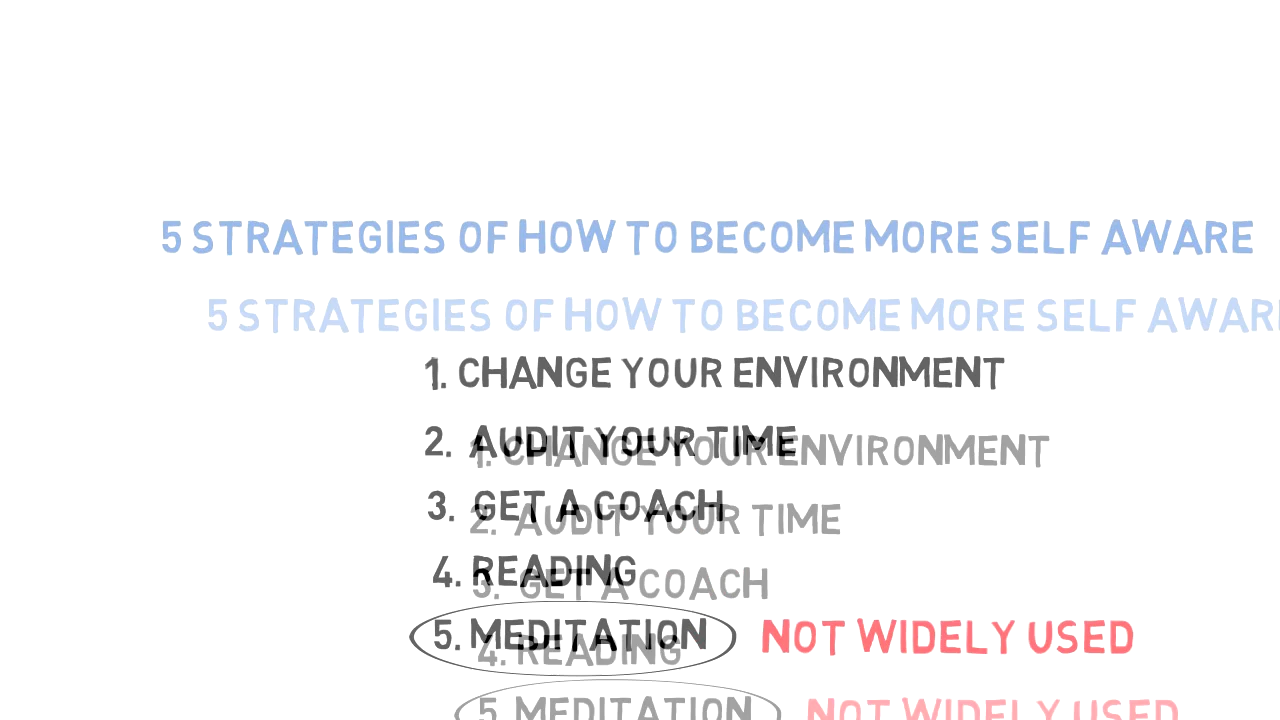 5 STRATEGIES OF HOW TO BECOME MORE SELF AWARE
5 STRATEGIES OF HOW TO BECOME MORE SELF AWARE
1. CHANGE YOUR ENVIRONMENT
2. AUDIT YOUR TIME
1. CHANGE YOUR ENVIRONMENT
3. GET A COACH
2. AUDIT YOUR TIME
4. READING
3. GET A COACH
5. MEDITATION NOT WIDELY USED
4. READING
5. MEDITATION NOT WIDELY USED